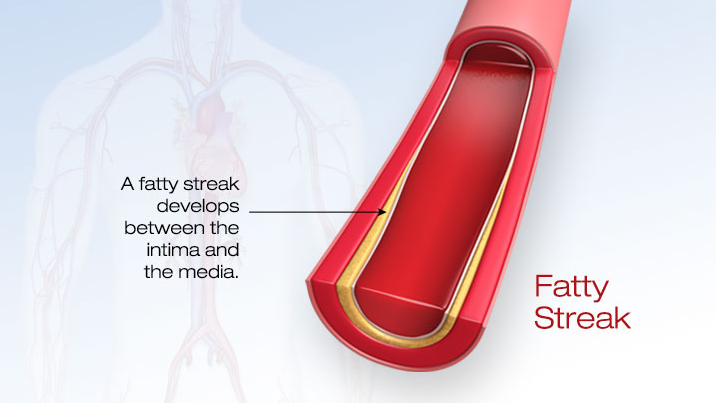 A fatty streak
develops
between the
intima and
the media.
Fatty
Streak